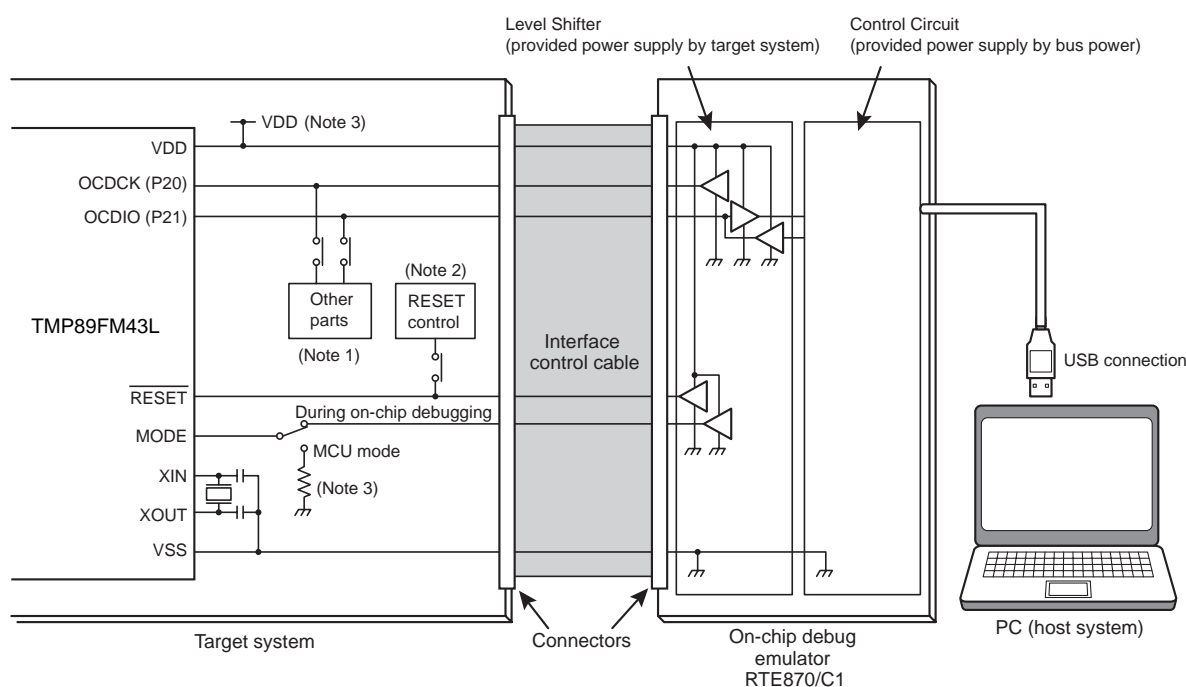 Level Shifter
(provided power supply by target system)
Control Circuit
(provided power supply by bus power)
VDD (Note 3)
VDD
OCDCK (P20)
OCDIO (P21)
TMP89FM43L
Other
parts
(Note 1)
(Note 2)
RESET
control
Interface
control cable
USB connection
RESET
During on-chip debugging
MODE
MCU mode
(Note 3)
XIN
XOUT
VSS
Target system
Connectors
On-chip debug
emulator
RTE870/C1
PC (host system)